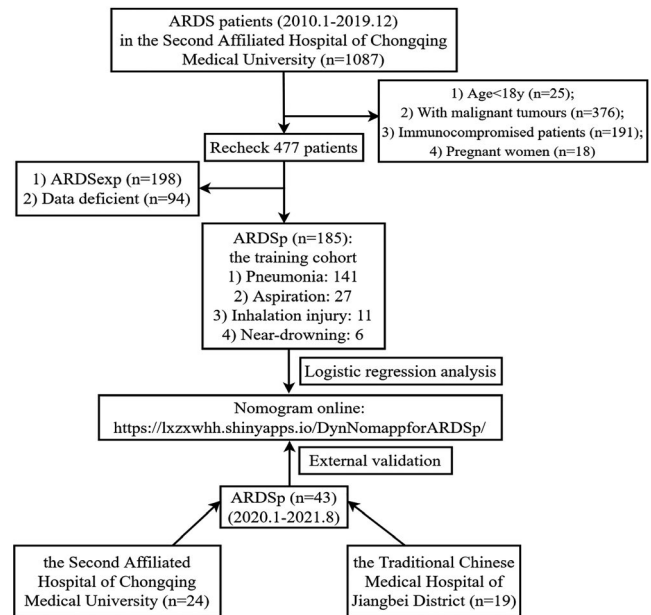 ARDS patients (2010.1-2019.12)
in the Second Affiliated Hospital of Chongqing
Medical University (n=1087)
1) Age<18y (n=25);
2) With malignant tumours (n=376);
3) Immunocompromised patients (n=191);
4) Pregnant women (n=18)
Recheck 477 patients
1) ARDSexp (n=198)
2) Data deficient (n=94)
ARDSp (n=185):
the training cohort
1) Pneumonia: 141
2) Aspiration: 27
3) Inhalation injury: 11
4) Near-drowning: 6
Logistic regression analysis
Nomogram online:
https://lxzxwhh.shinyapps.io/DynNomappforARDSp/
External validation
ARDSp (n=43)
(2020.1-2021.8)
the Second Affiliated
Hospital of Chongqing
Medical University (n=24)
the Traditional Chinese
Medical Hospital of
Jiangbei District (n=19)